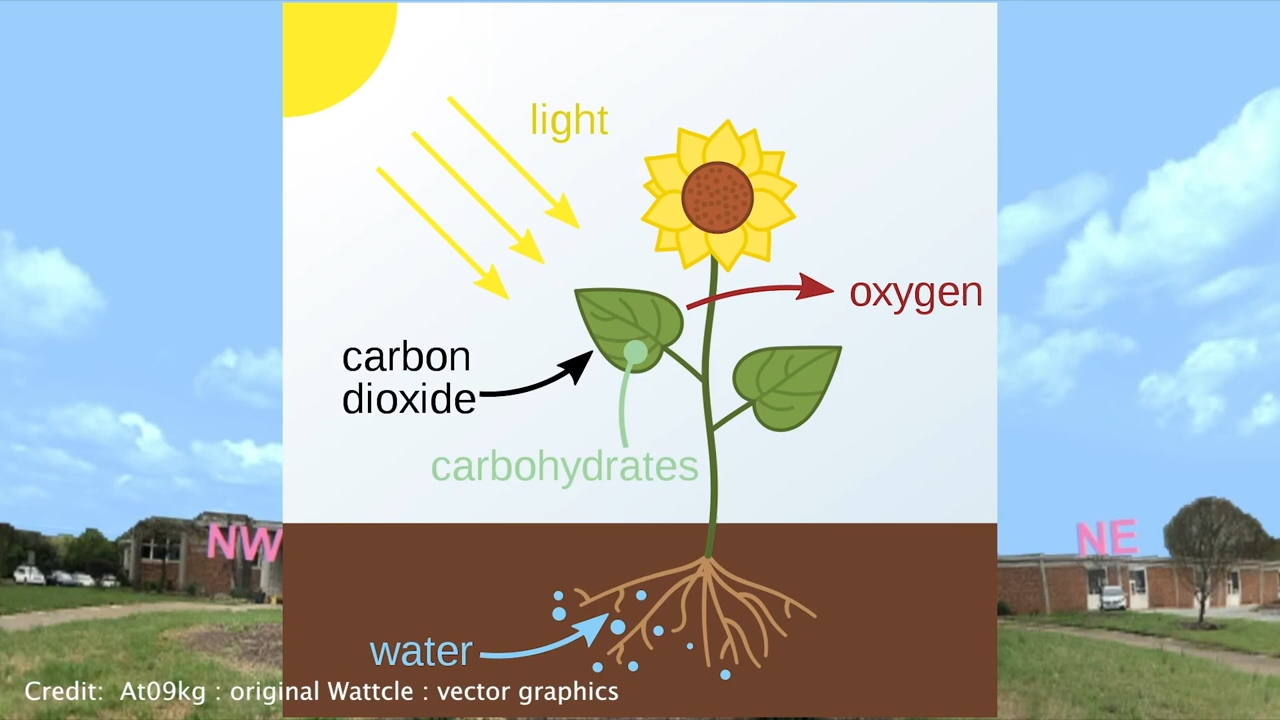 light
oxygen
carbon
dioxide
carbohydrates
NW
NE
water
Credit:  At09kg : original Wattcle : vector graphics